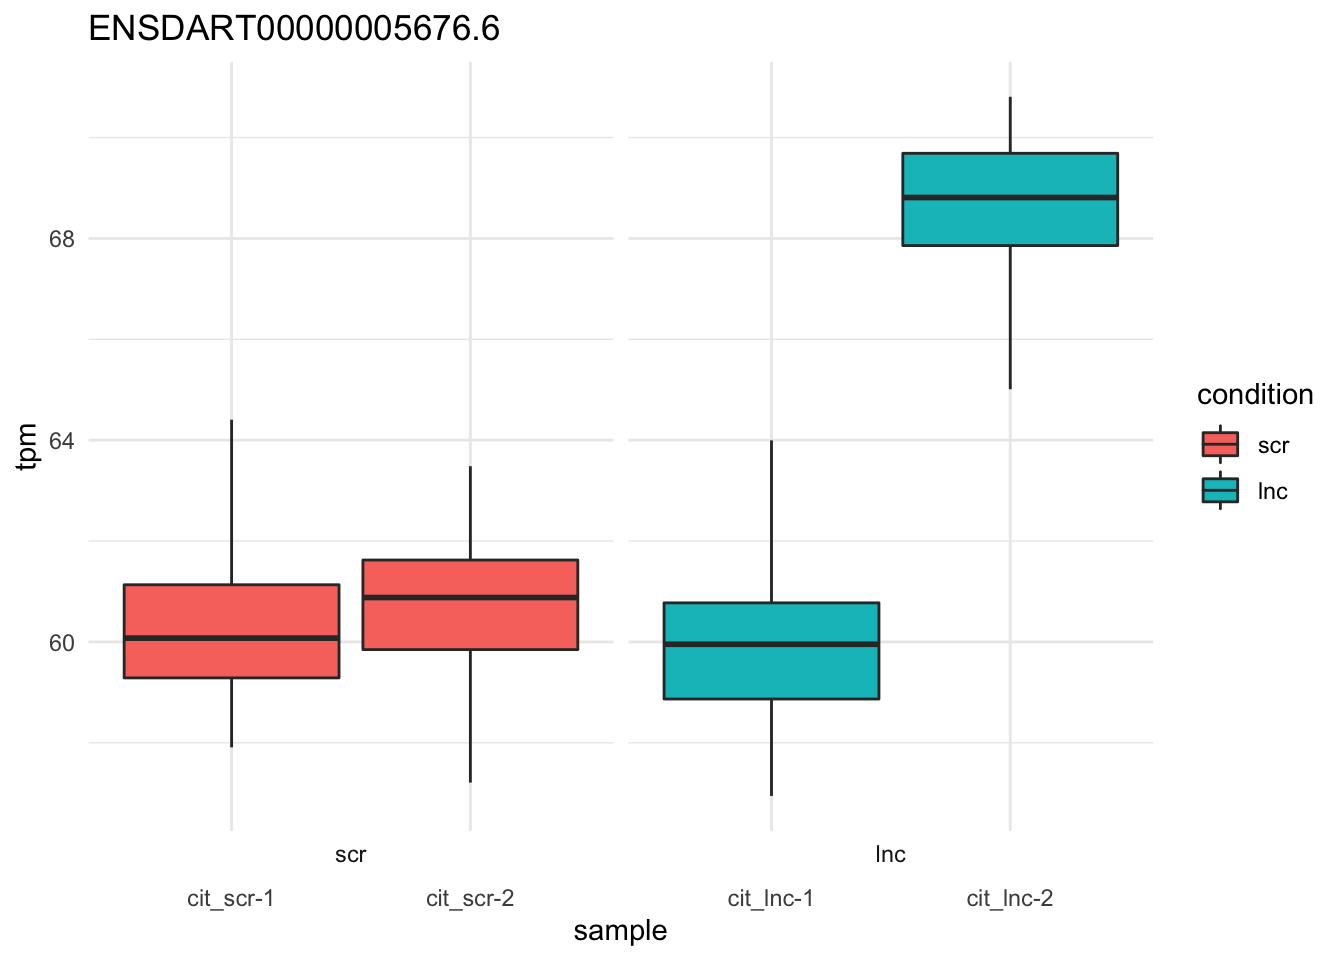 ENSDART00000005676.6
tpm
68
64
60
scr
lnc
cit_scr-1
cit_scr-2
cit_lnc-1
cit_lnc-2
sample
condition
scr
lnc